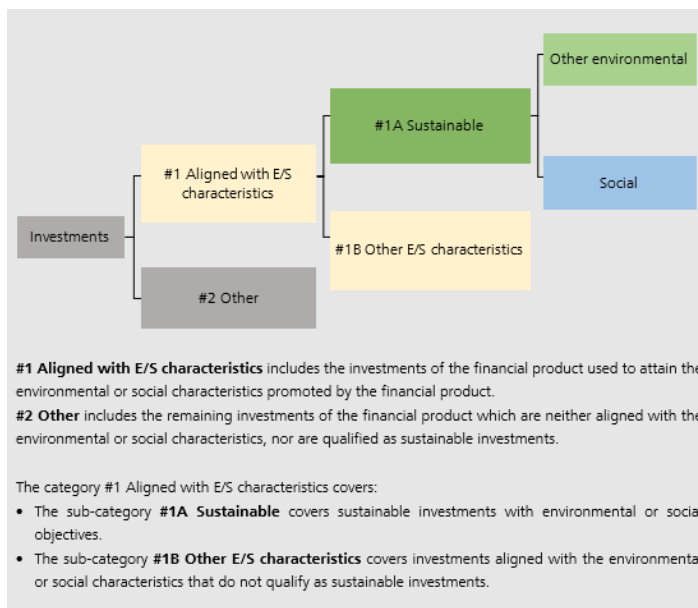 Other environmental
#1A Sustainable
#1 Aligned with E/S
characteristics
Social
Investments
#1B Other E/S characteristics
#2 Other
#1 Aligned with E/S characteristics includes the investments of the financial product used to attain the
environmental or social characteristics promoted by the financial product.
#2 Other includes the remaining investments of the financial product which are neither aligned with the
environmental or social characteristics, nor are qualified as sustainable investments.
The category #1 Aligned with E/S characteristics covers:
• The sub-category #1A Sustainable covers sustainable investments with environmental or socia
objectives.
• The sub-category #1B Other E/S characteristics covers investments aligned with the environmenta
or social characteristics that do not qualify as sustainable investments.